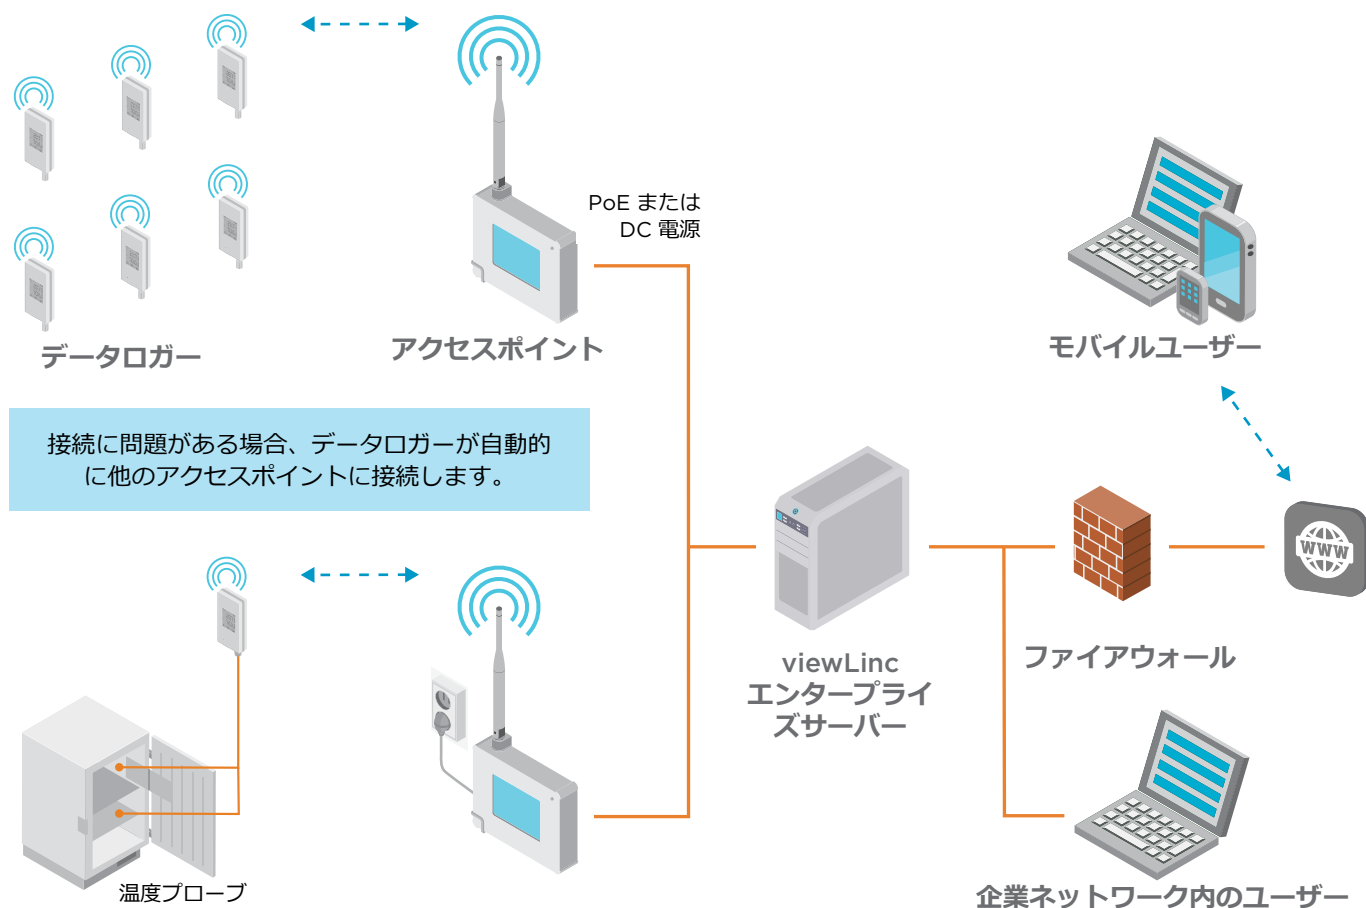 PoE または
DC 電源
データロガー
アクセスポイント
モバイルユーザー
接続に問題がある場合、データロガーが自動的
に他のアクセスポイントに接続します。
WWW
viewLinc
エンタープライ
ズサーバー
ファイアウォール
温度プローブ
企業ネットワーク内のユーザー